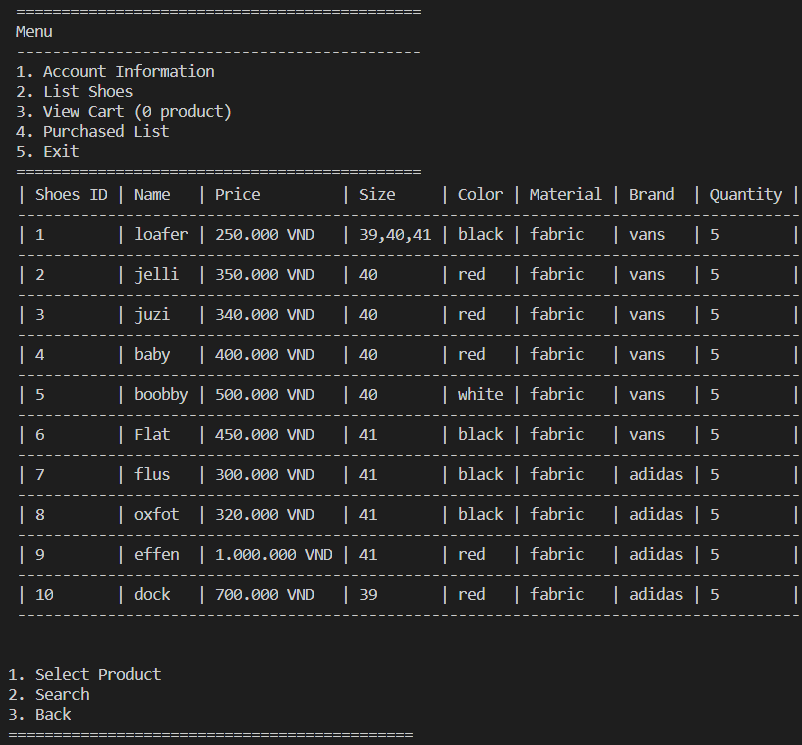 =============================================
Menu
---------------------------------------------
1. Account Information
2. List Shoes
3. View Cart (0 product)
4. Purchased List
5. Exit
=============================================
| Shoes ID | Name   | Price         | Size     | Color | Material | Brand  | Quantity |
---------------------------------------------------------------------------------------
| 1        | loafer | 250.000 VND   | 39,40,41 | black | fabric   | vans   | 5        |
---------------------------------------------------------------------------------------
| 2        | jelli  | 350.000 VND   | 40       | red   | fabric   | vans   | 5        |
---------------------------------------------------------------------------------------
| 3        | juzi   | 340.000 VND   | 40       | red   | fabric   | vans   | 5        |
---------------------------------------------------------------------------------------
| 4        | baby   | 400.000 VND   | 40       | red   | fabric   | vans   | 5        |
---------------------------------------------------------------------------------------
| 5        | boobby | 500.000 VND   | 40       | white | fabric   | vans   | 5        |
---------------------------------------------------------------------------------------
| 6        | Flat   | 450.000 VND   | 41       | black | fabric   | vans   | 5        |
---------------------------------------------------------------------------------------
| 7        | flus   | 300.000 VND   | 41       | black | fabric   | adidas | 5        |
---------------------------------------------------------------------------------------
| 8        | oxfot  | 320.000 VND   | 41       | black | fabric   | adidas | 5        |
---------------------------------------------------------------------------------------
| 9        | effen  | 1.000.000 VND | 41       | red   | fabric   | adidas | 5        |
---------------------------------------------------------------------------------------
| 10       | dock   | 700.000 VND   | 39       | red   | fabric   | adidas | 5        |
---------------------------------------------------------------------------------------
1. Select Product
2. Search
3. Back
=============================================